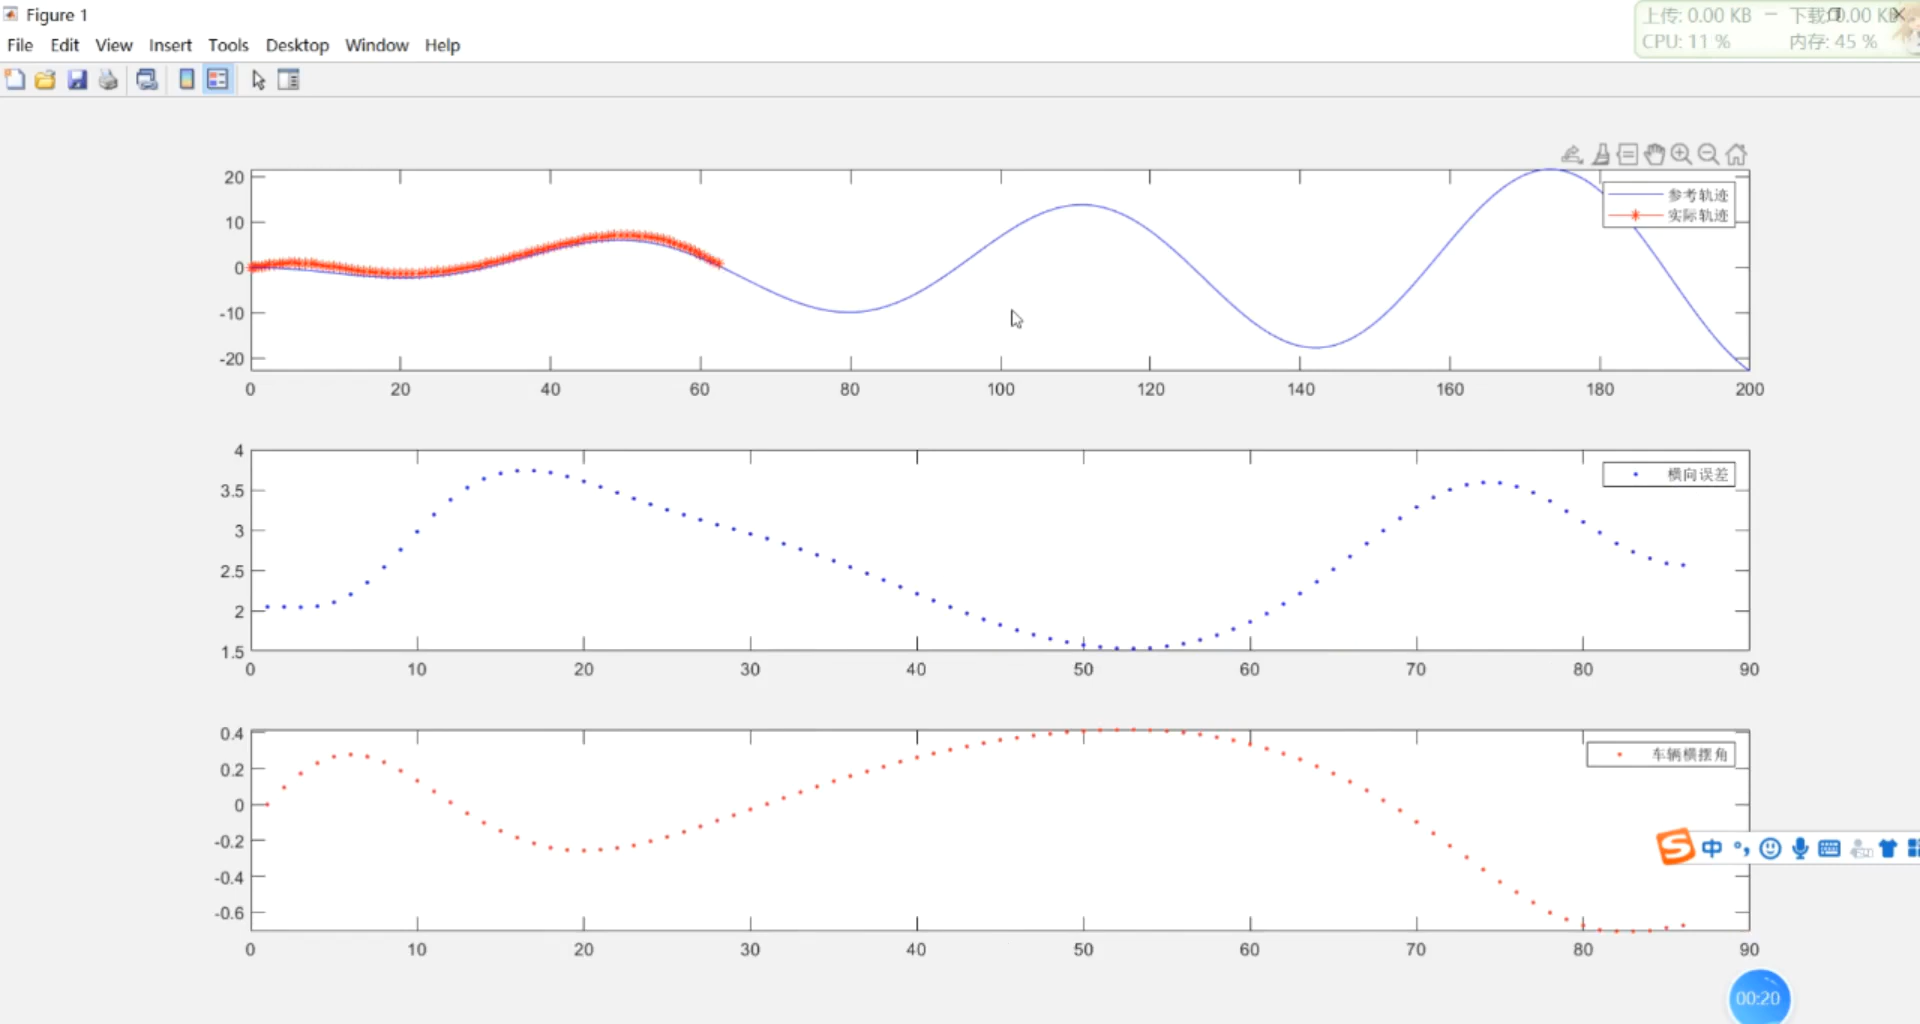 Figure 1
上传: 0.00 KB 下载: 0.00 KB
CPU: 11 % 内存: 45 %
File Edit View Insert Tools Desktop Window Help
20
10
0
-10
-20
0 20 40 60 80 100 120 140 160 180 200
参考轨迹
实际轨迹
4
3.5
3
2.5
2
1.5
0 10 20 30 40 50 60 70 80 90
横向误差
0.4
0.2
0
-0.2
-0.4
-0.6
0 10 20 30 40 50 60 70 80 90
车辆横摆角
S 中
00:20